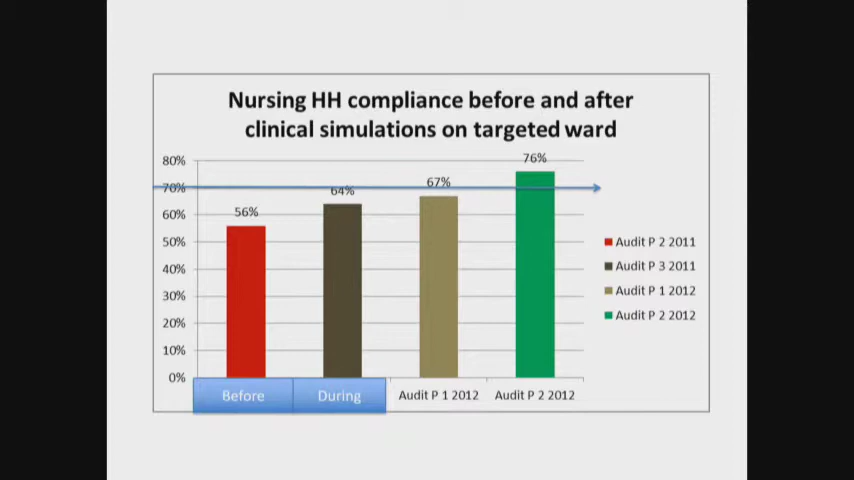 Nursing HH compliance before and after
clinical simulations on targeted ward
80%
70%
60%
50%
40%
30%
20%
10%
0%
56%
64%
67%
76%
Before
During
Audit P 1 2012
Audit P 2 2012
Audit P 2 2011
Audit P 3 2011
Audit P 1 2012
Audit P 2 2012